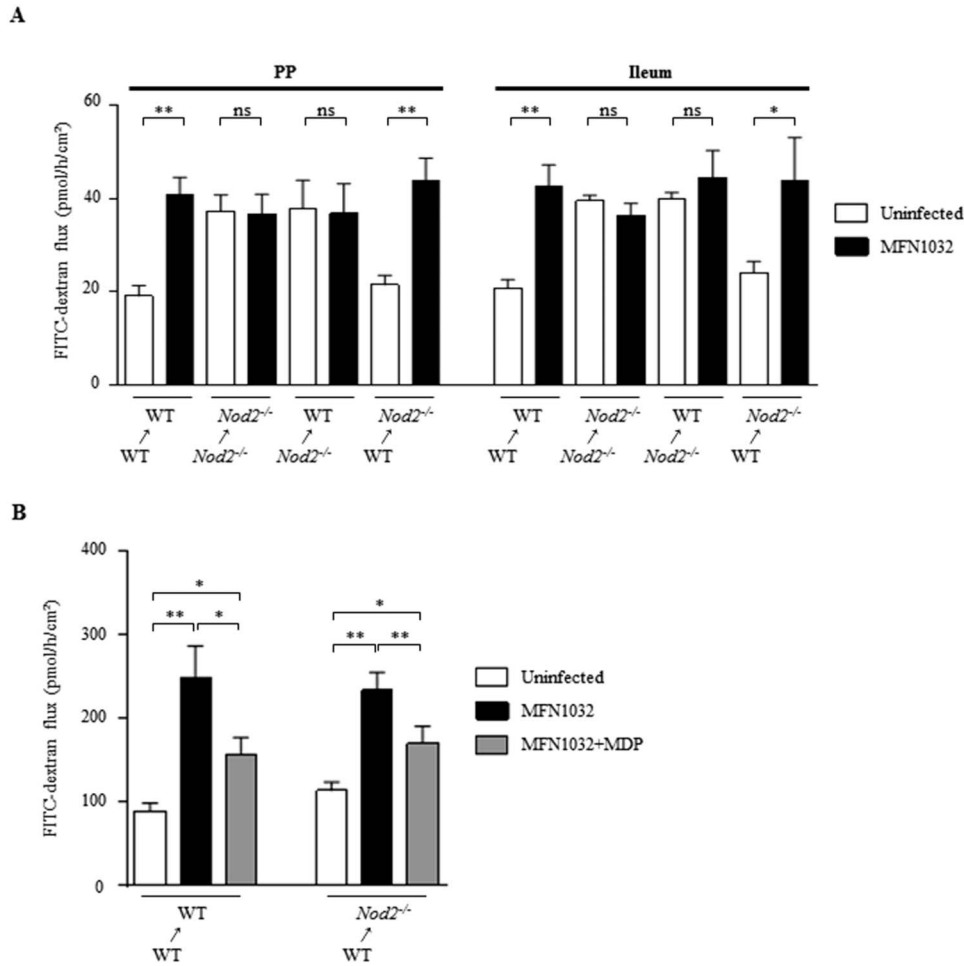 A
PP Ileum
60
** ns ns ** ** ns ns *
40
20
0
FITC-dextran flux (pmol/h/cm²)
Uninfected
MFN1032
WT Nod2-/- WT Nod2-/- WT Nod2-/- WT Nod2-/-
↗ ↗ ↗ ↗ ↗ ↗ ↗ ↗
WT Nod2-/- Nod2-/- WT WT Nod2-/- Nod2-/- WT
B
400
* *
300
** * ** **
200
100
0
FITC-dextran flux (pmol/h/cm²)
Uninfected
MFN1032
MFN1032+MDP
WT Nod2-/-
↗ ↗
WT WT